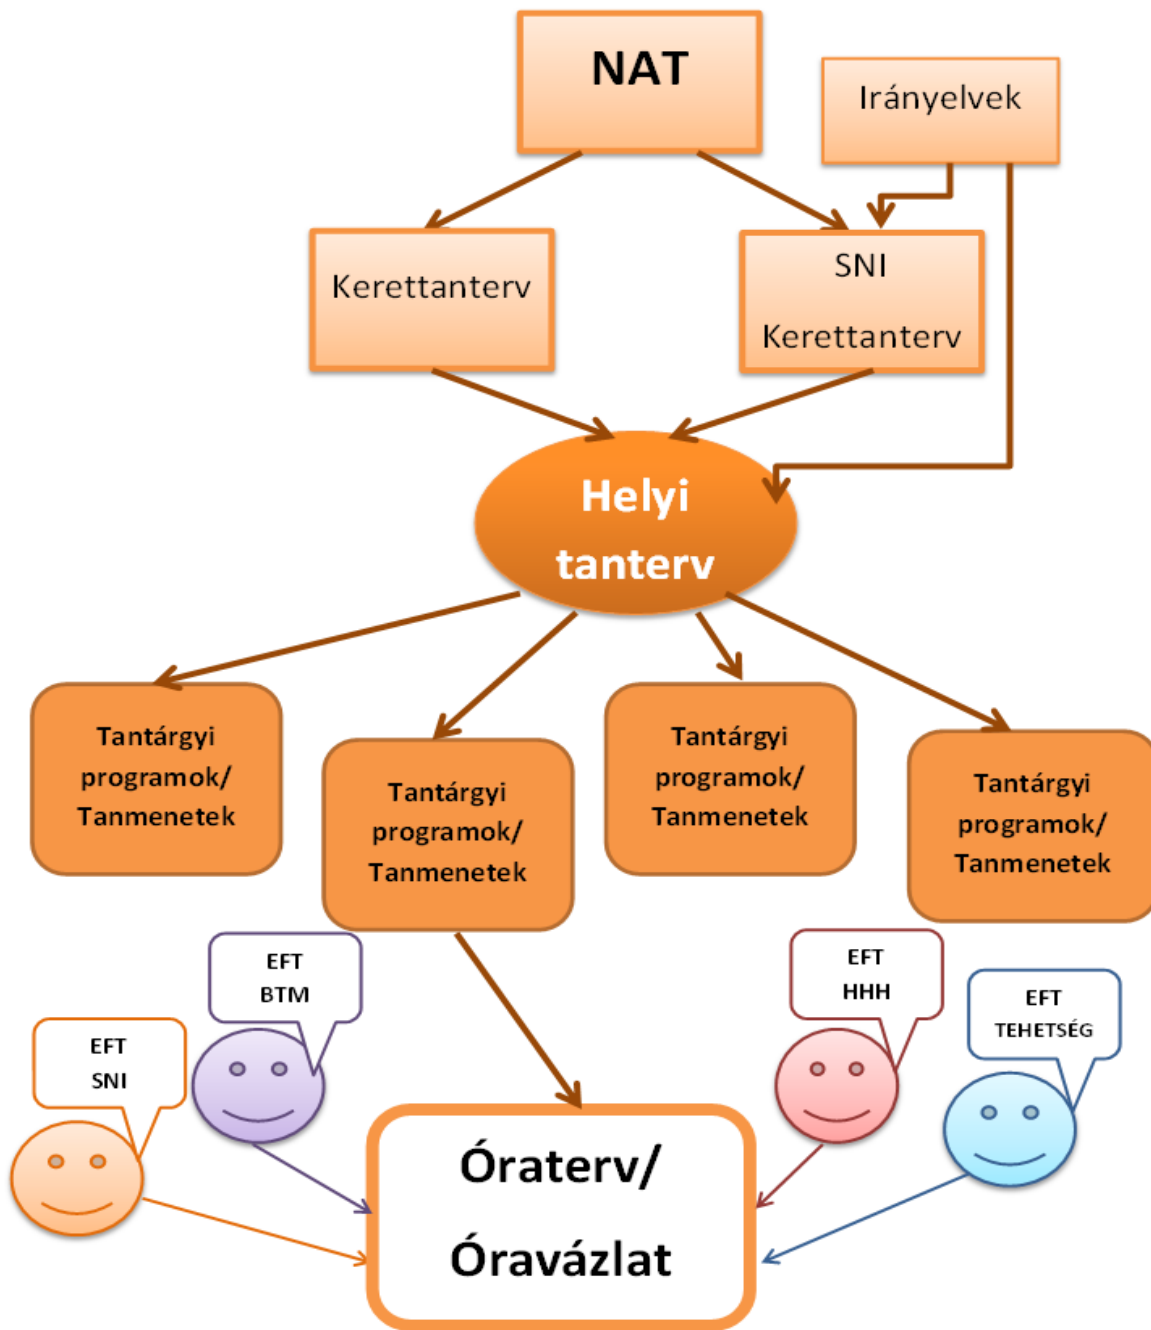 NAT
Irányelvek
Kerettanterv
SNI
Kerettanterv
Helyi
tanterv
Tantárgyi
programok/
Tanmenetek
Tantárgyi
programok/
Tanmenetek
Tantárgyi
programok/
Tanmenetek
Tantárgyi
programok/
Tanmenetek
EFT
SNI
EFT
BTM
EFT
HHH
EFT
TEHETSÉG
Óraterv/
Óravázlat